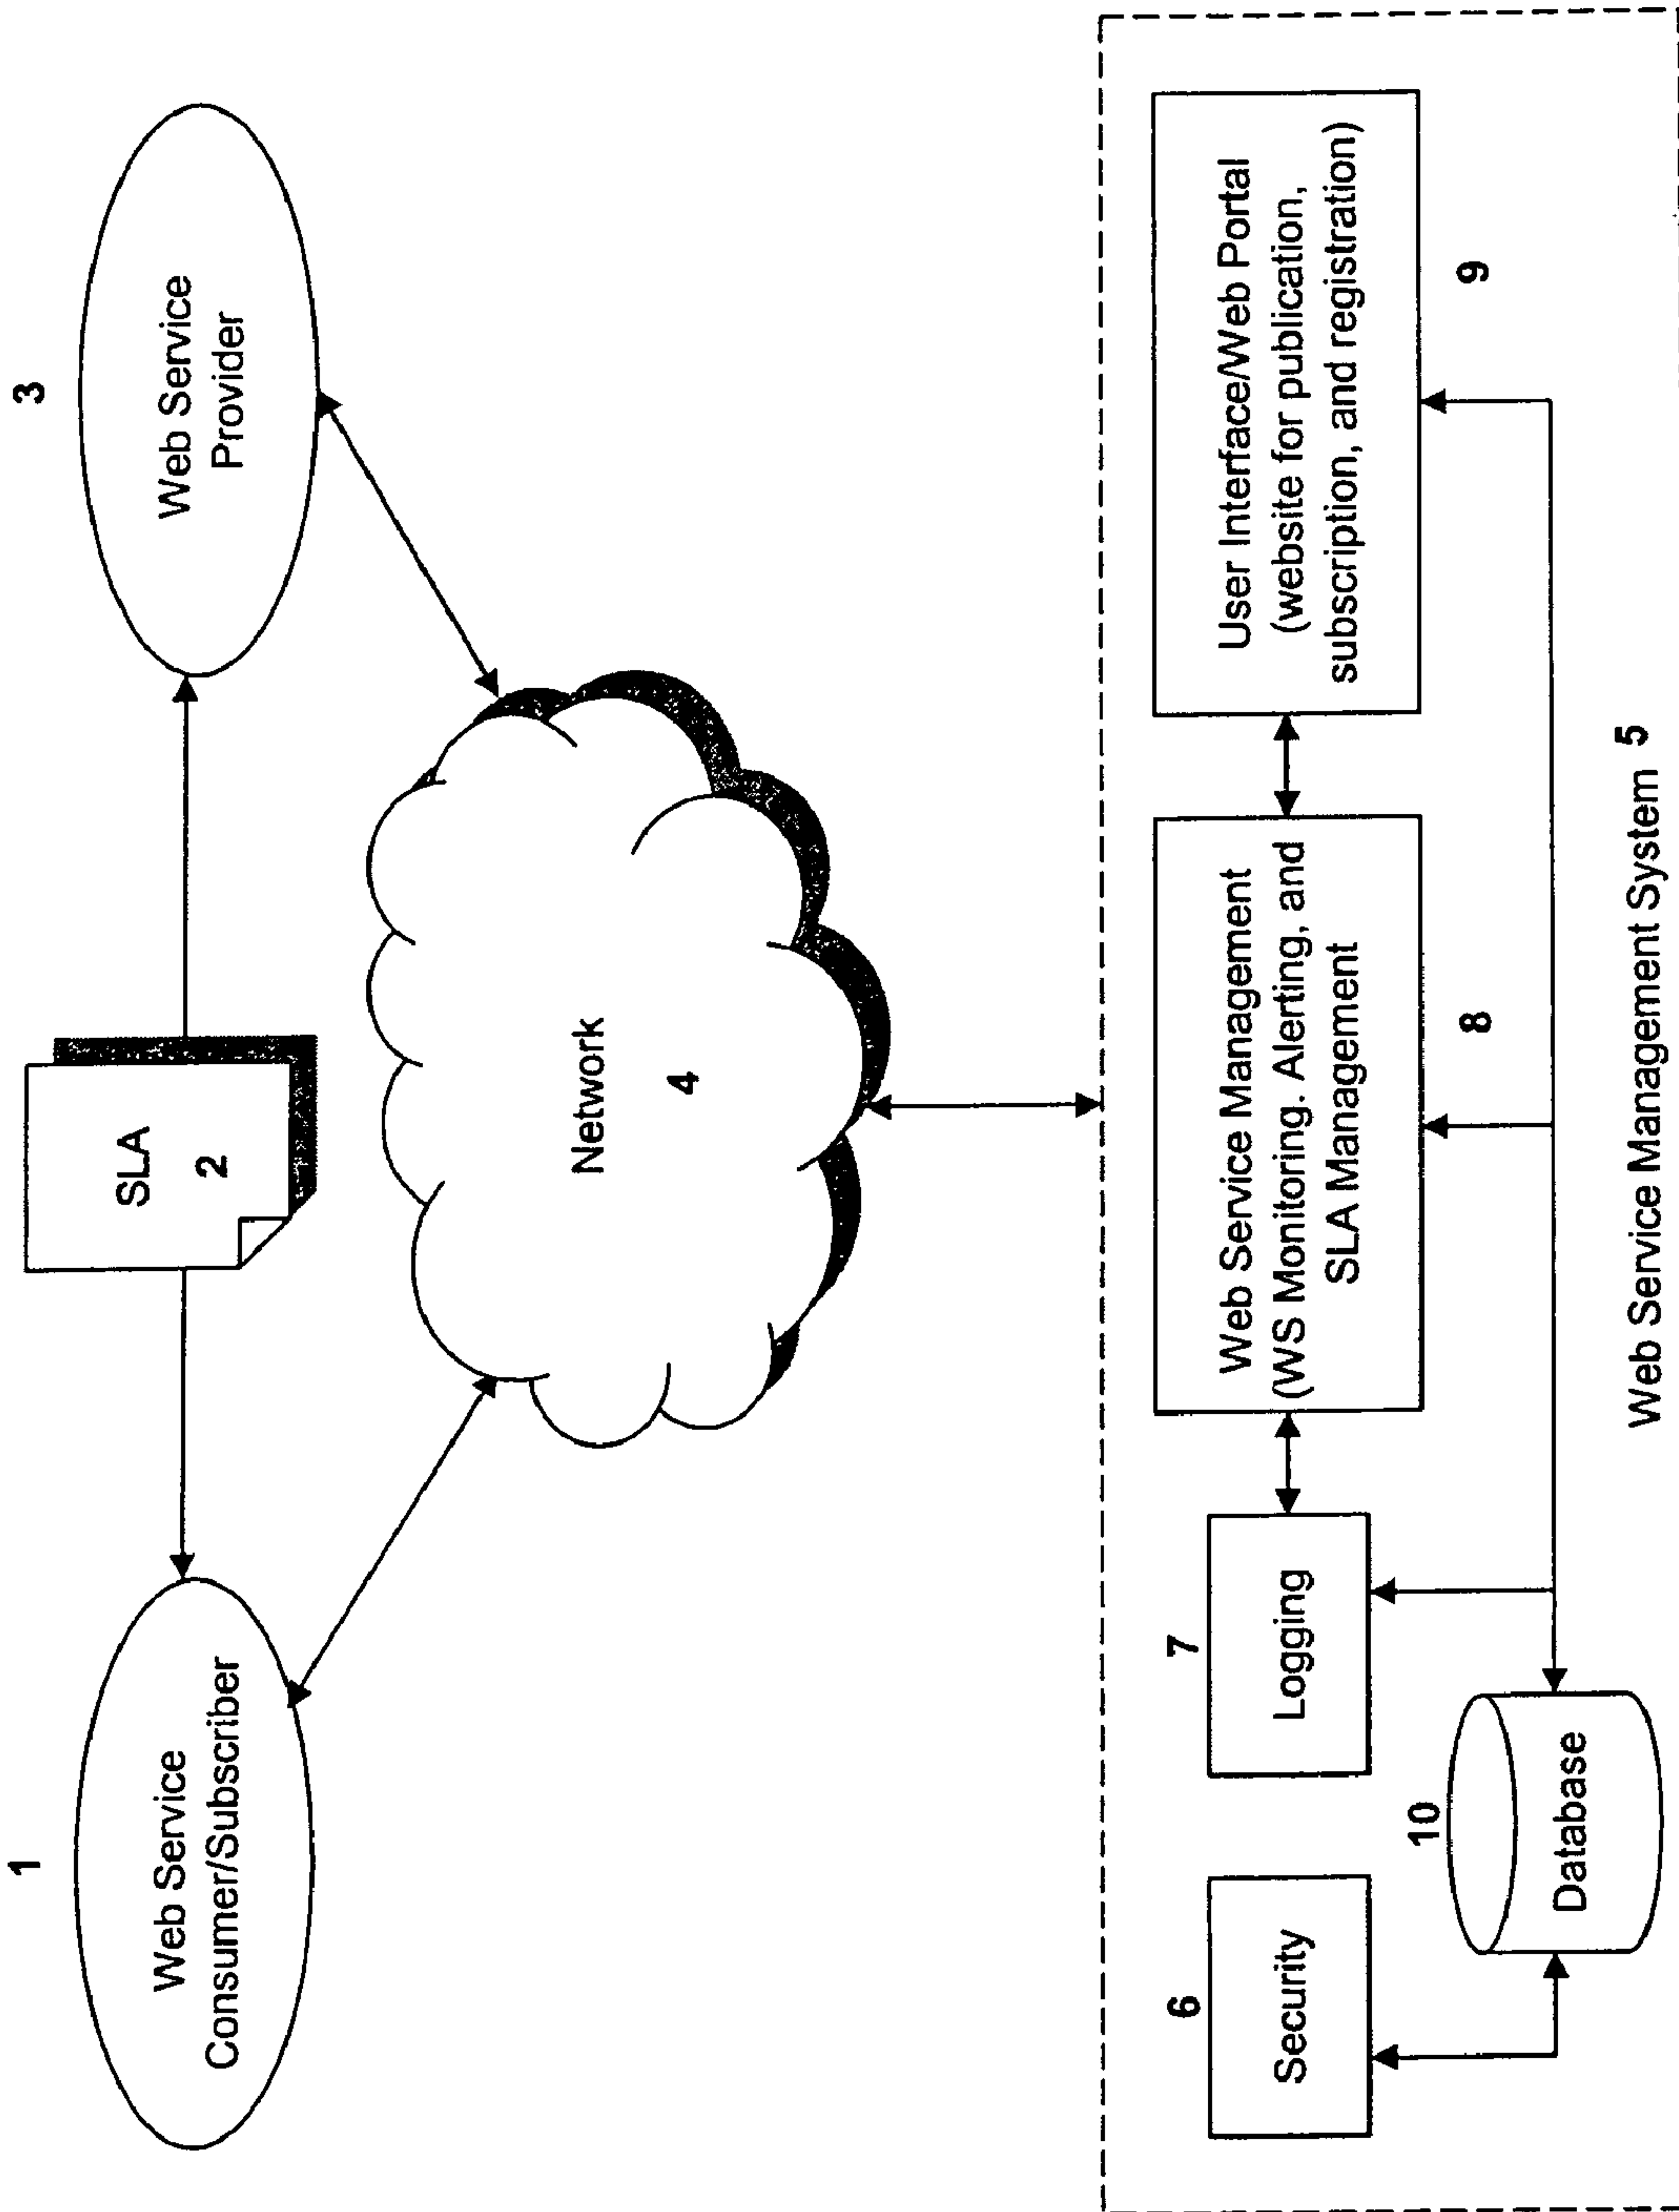 1
Web Service
Consumer/Subscriber
SLA
2
3
Web Service
Provider
Network
4
6
Security
7
Logging
Web Service Management
(WS Monitoring. Alerting, and
SLA Management
8
User Interface/Web Portal
(website for publication,
subscription, and registration)
9
10
Database
Web Service Management System 5